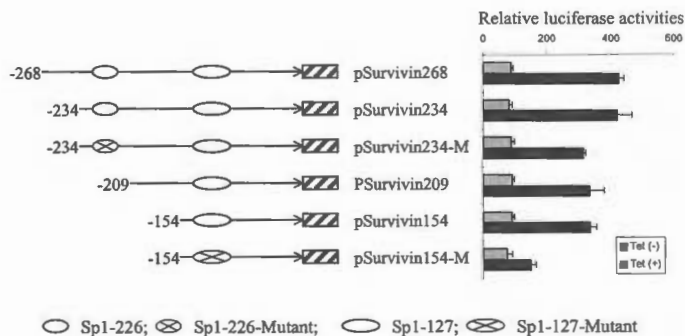 Relative luciferase activities
0 200 400 600
-268 pSurvivin268
-234 pSurvivin234
-234 pSurvivin234-M
-209 PSurvivin209
-154 pSurvivin154
-154 pSurvivin154-M
Tet (-)
Tet (+)
Sp1-226; Sp1-226-Mutant; Sp1-127; Sp1-127-Mutant